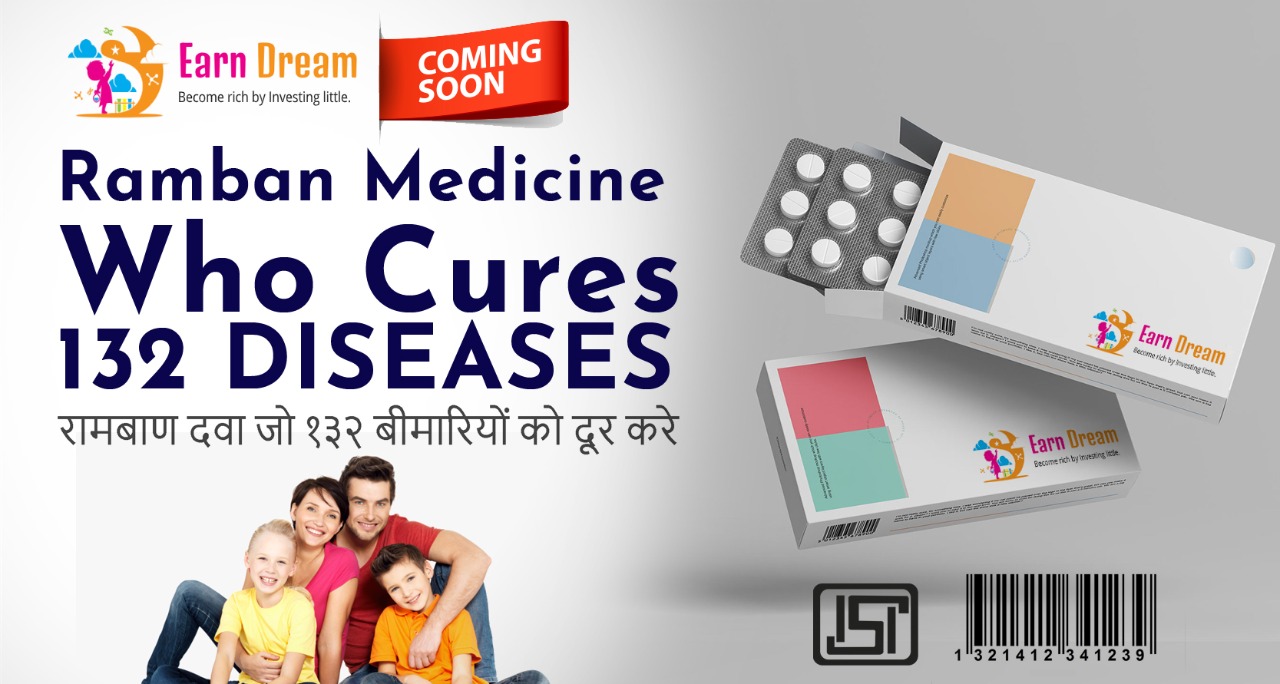 Earn Dream
Become rich by Investing little.
COMING
SOON
Ramban Medicine
Who Cures
132 DISEASES
रामबाण दवा जो १३२ बीमारियों को दूर करे
Earn Dream
Become rich by Investing little.
Earn Dream
Become rich by Investing little.
ISI
1 321412 341239